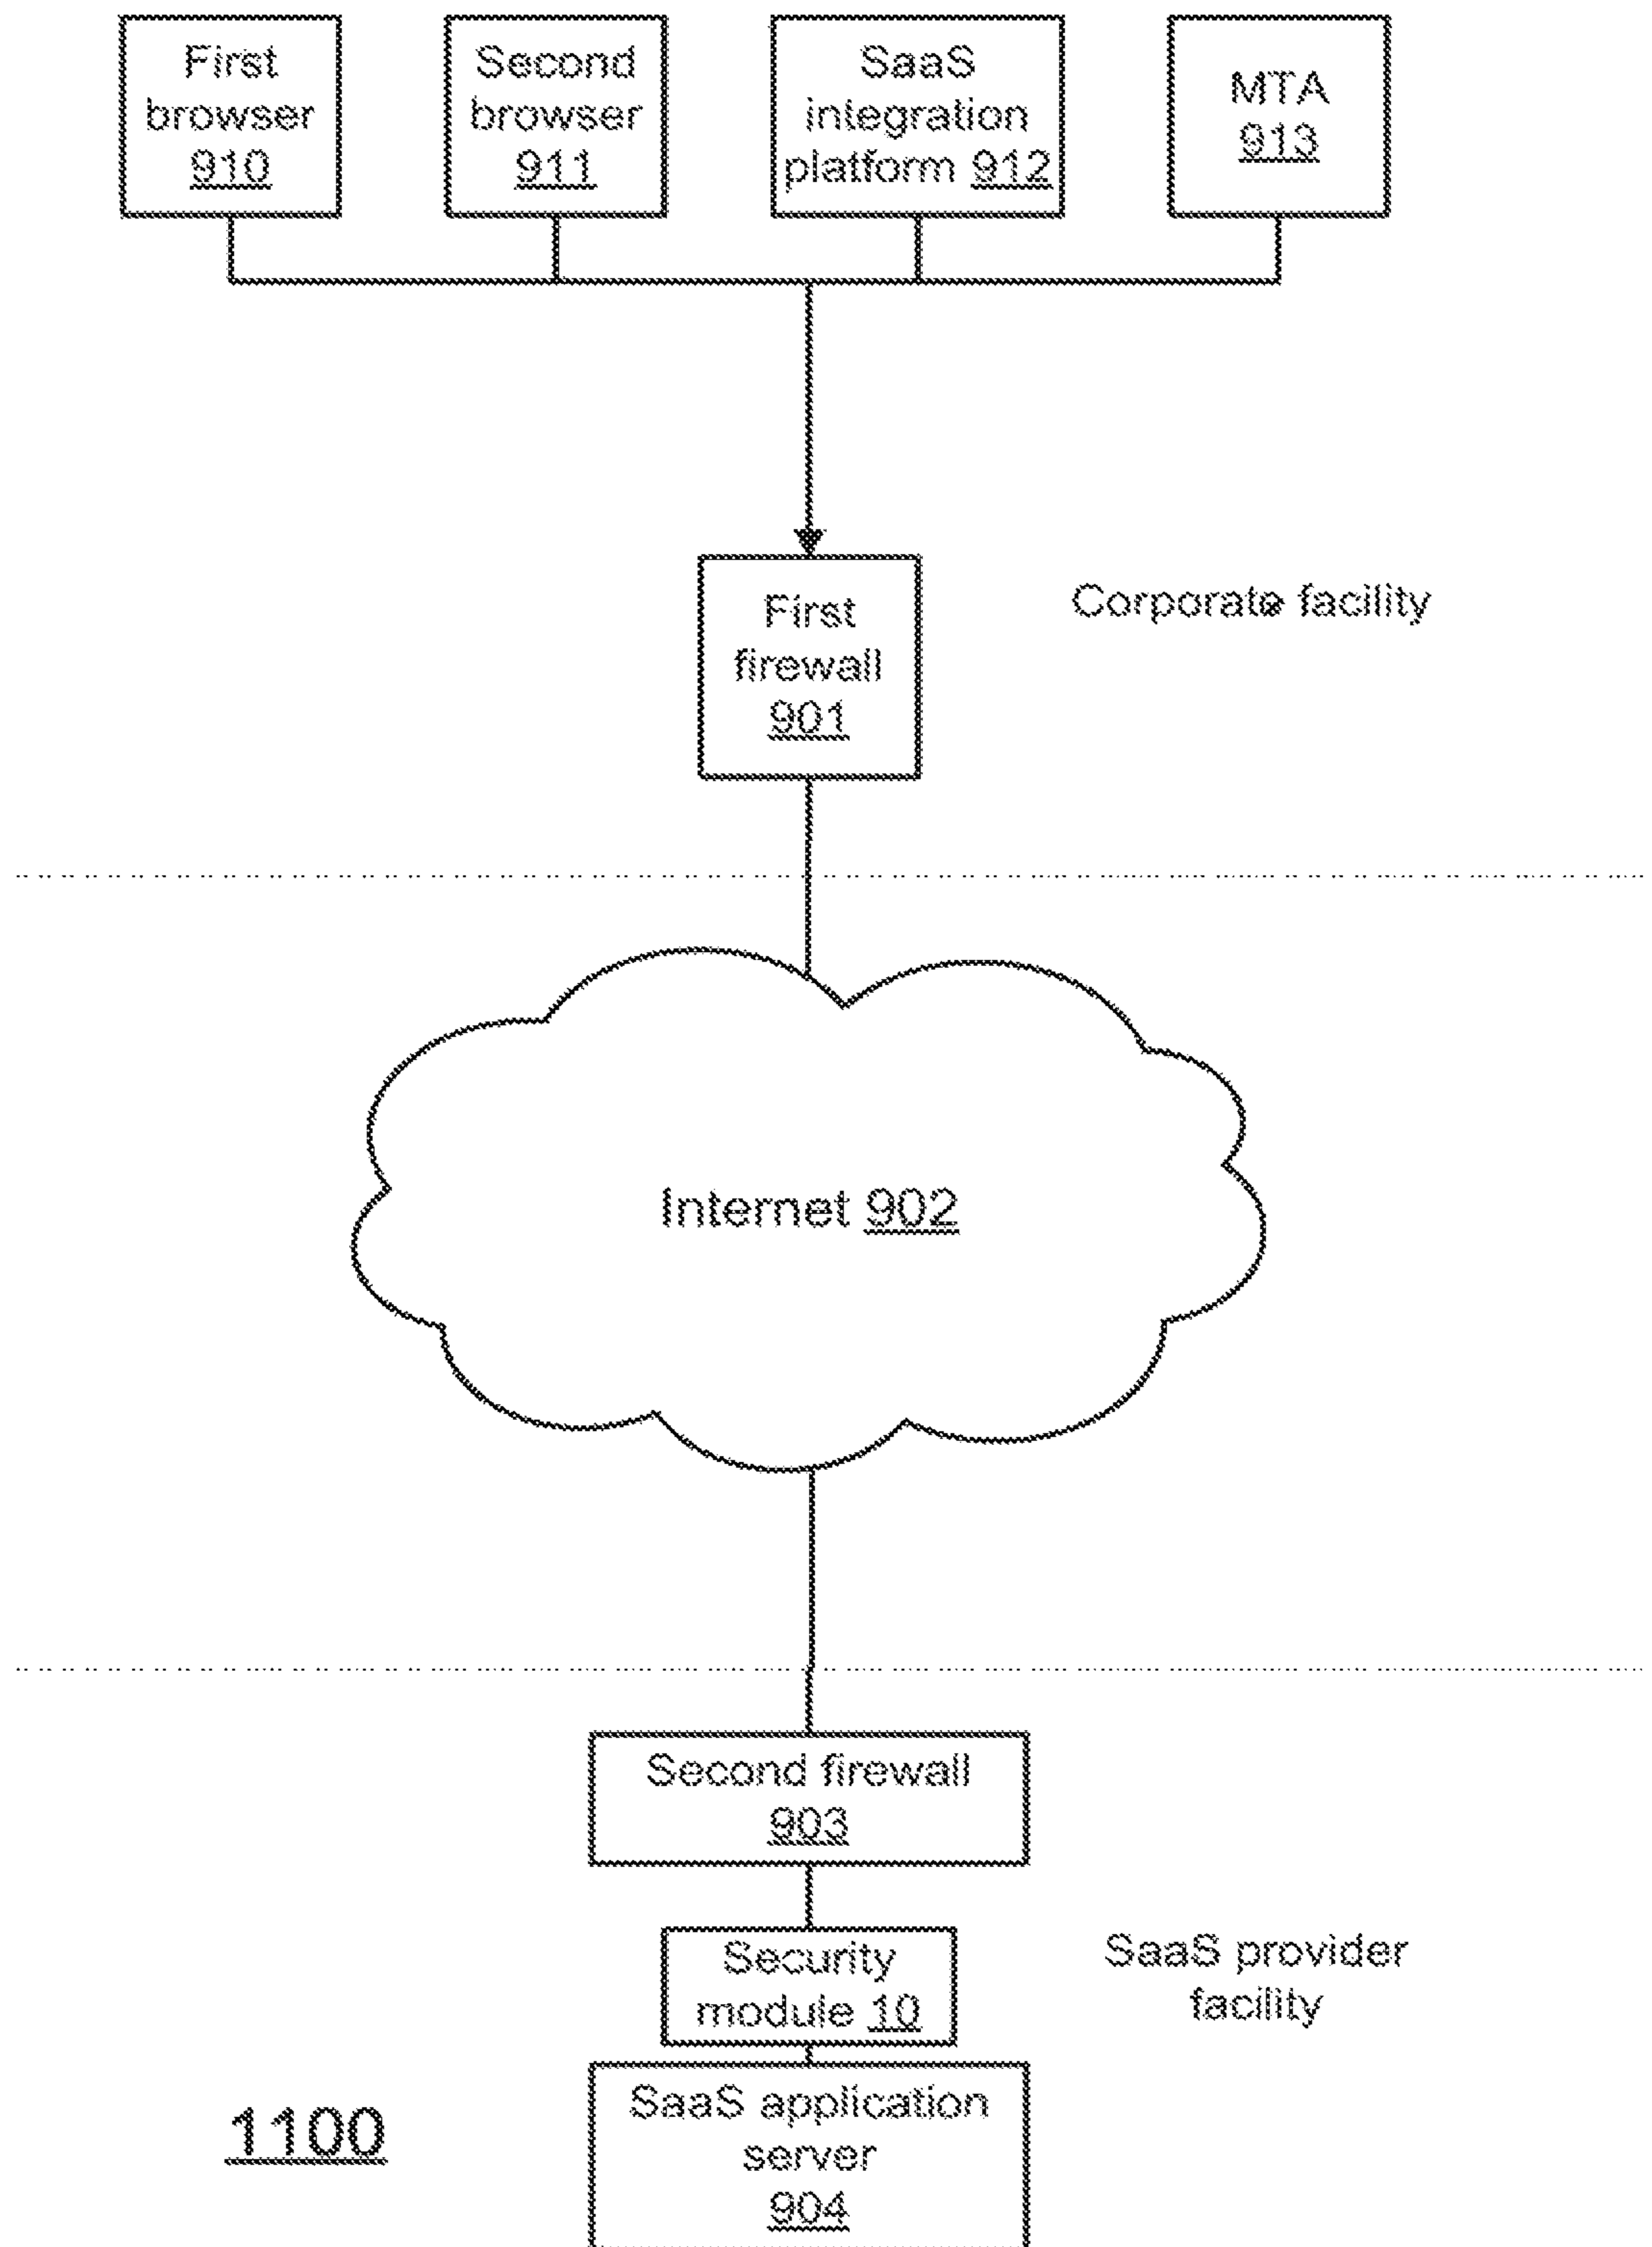 First
browser
910
Second
browser
911
SaaS
integration
platform 912
MTA
913
First
firewall
901
Corporate facility
Internet 902
Second firewall
903
Security
module 10
SaaS provider
facility
SaaS application
server
904
1100